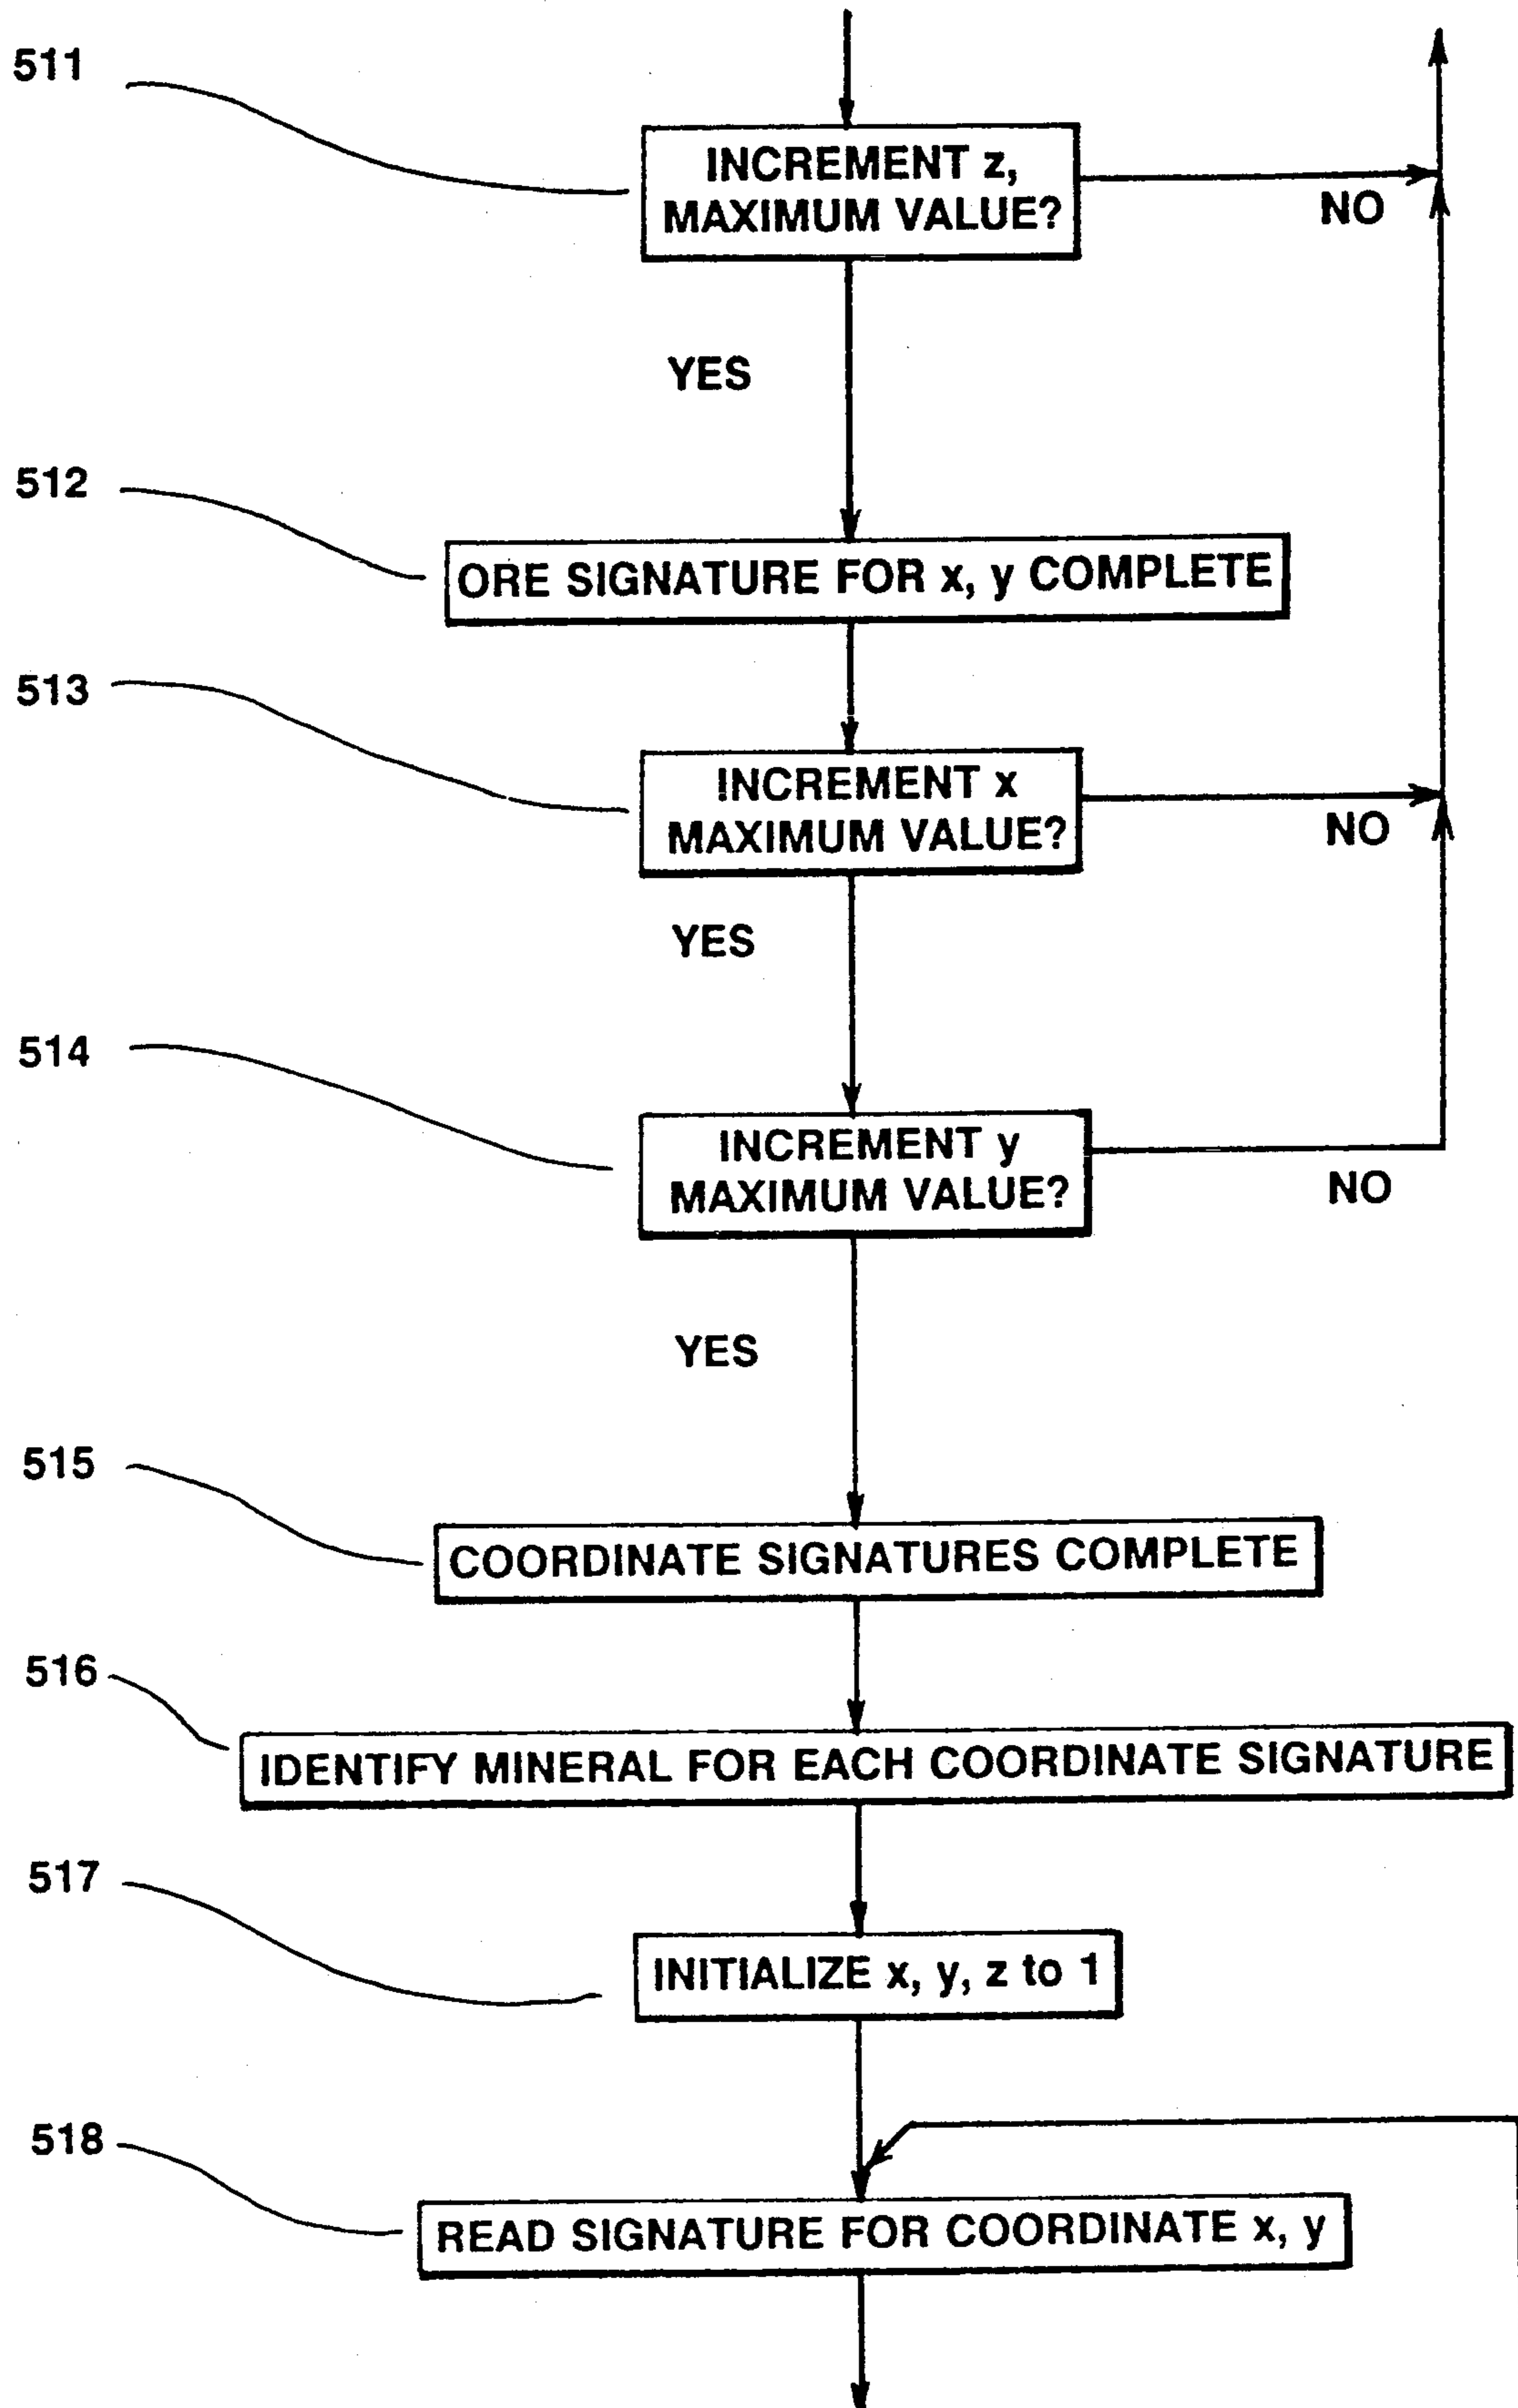 511
INCREMENT z,
MAXIMUM VALUE?
NO
YES
512
ORE SIGNATURE FOR x, y COMPLETE
513
INCREMENT x
MAXIMUM VALUE?
NO
YES
514
INCREMENT y
MAXIMUM VALUE?
NO
YES
515
COORDINATE SIGNATURES COMPLETE
516
IDENTIFY MINERAL FOR EACH COORDINATE SIGNATURE
517
INITIALIZE x, y, z to 1
518
READ SIGNATURE FOR COORDINATE x, y